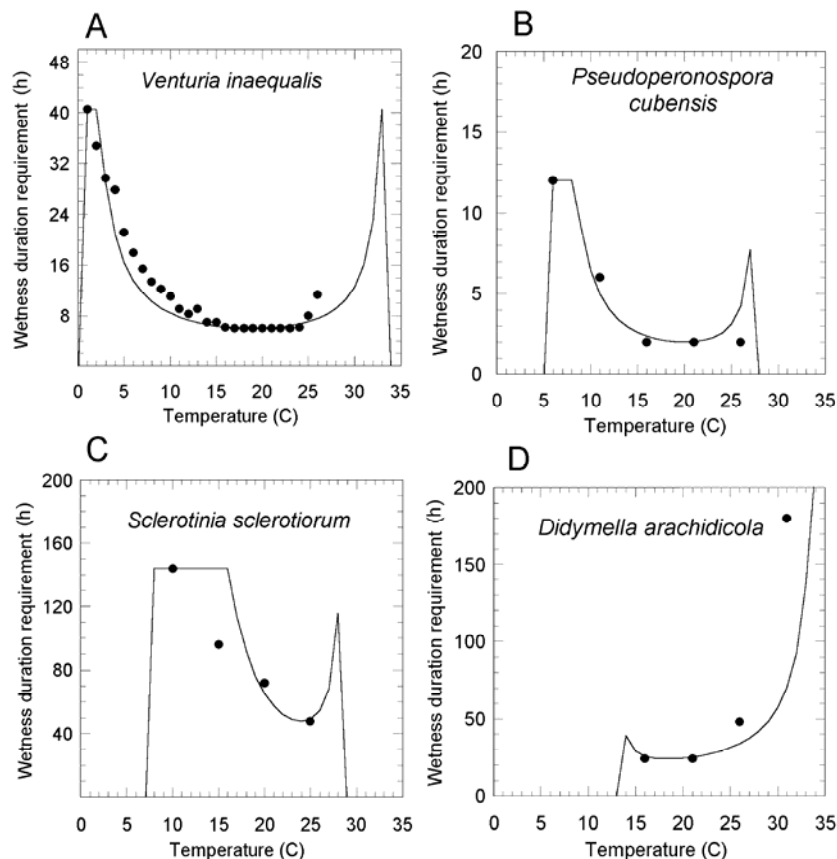 A
Wetness duration requirement (h)
48
40
32
24
16
8
Venturia inaequalis
0 5 10 15 20 25 30 35
Temperature (C)
B
Wetness duration requirement (h)
20
15
10
5
0
Pseudoperonospora
cubensis
0 5 10 15 20 25 30 35
Temperature (C)
C
Wetness duration requirement (h)
200
160
120
80
40
Sclerotinia sclerotiorum
0 5 10 15 20 25 30 35
Temperature (C)
D
Wetness duration requirement (h)
200
150
100
50
0
Didymella arachidicola
0 5 10 15 20 25 30 35
Temperature (C)